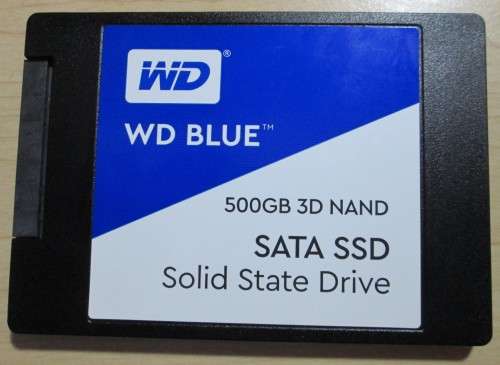 WD®
WD BLUE™
500GB 3D NAND
SATA SSD
Solid State Drive